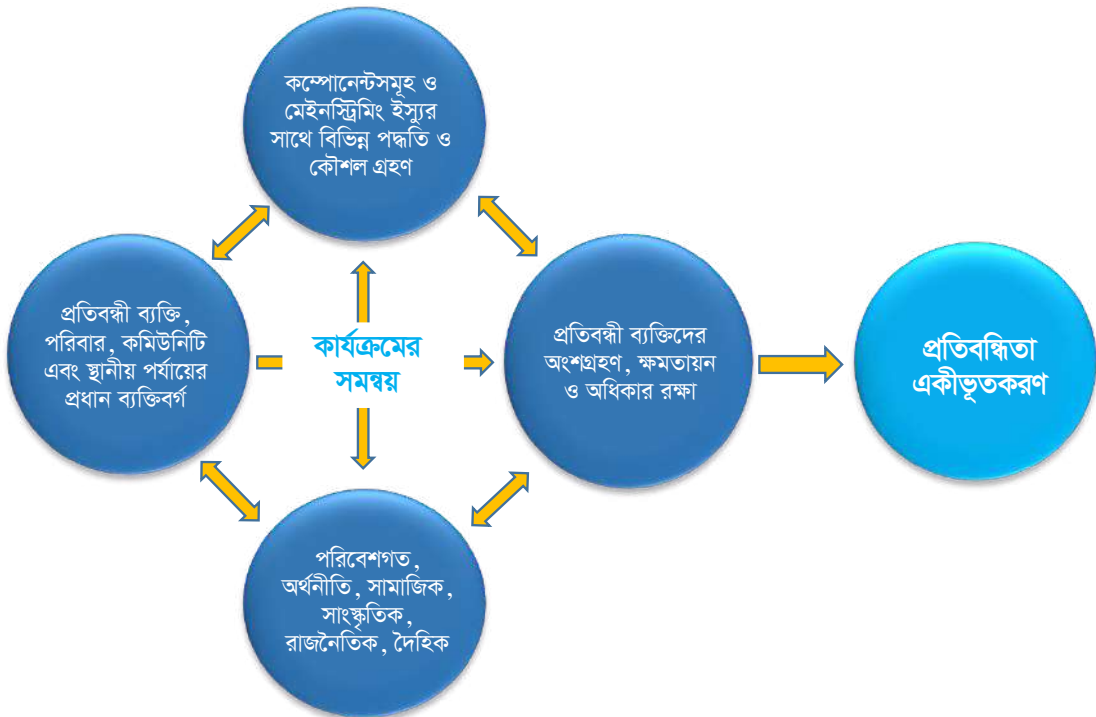 কম্পোনেন্টসমূহ ও
মেইনস্ট্রিমিং ইস্যুর
সাথে বিভিন্ন পদ্ধতি ও
কৌশল গ্রহণ
প্রতিবন্ধী ব্যক্তি,
পরিবার, কমিউনিটি
এবং স্থানীয় পর্যায়ের
প্রধান ব্যক্তিবর্গ
কার্যক্রমের
সমন্বয়
প্রতিবন্ধী ব্যক্তিদের
অংশগ্রহণ, ক্ষমতায়ন
ও অধিকার রক্ষা
প্রতিবন্ধিতা
একীভূতকরণ
পরিবেশগত,
অর্থনীতি, সামাজিক,
সাংস্কৃতিক,
রাজনৈতিক, দৈহিক